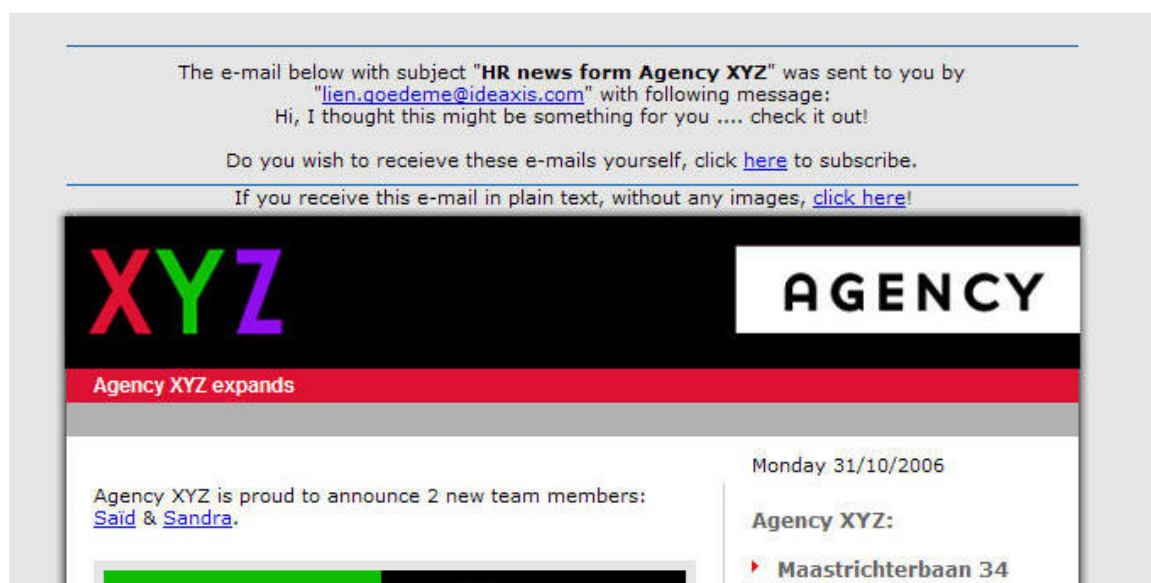 The e-mail below with subject "HR news form Agency XYZ" was sent to you by
"lien.goedeme@ideaxis.com" with following message:
Hi, I thought this might be something for you .... check it out!
Do you wish to receieve these e-mails yourself, click here to subscribe.
If you receive this e-mail in plain text, without any images, click here!
XYZ
AGENCY
Agency XYZ expands
Agency XYZ is proud to announce 2 new team members:
Saïd & Sandra.
Monday 31/10/2006
Agency XYZ:
Maastrichterbaan 34